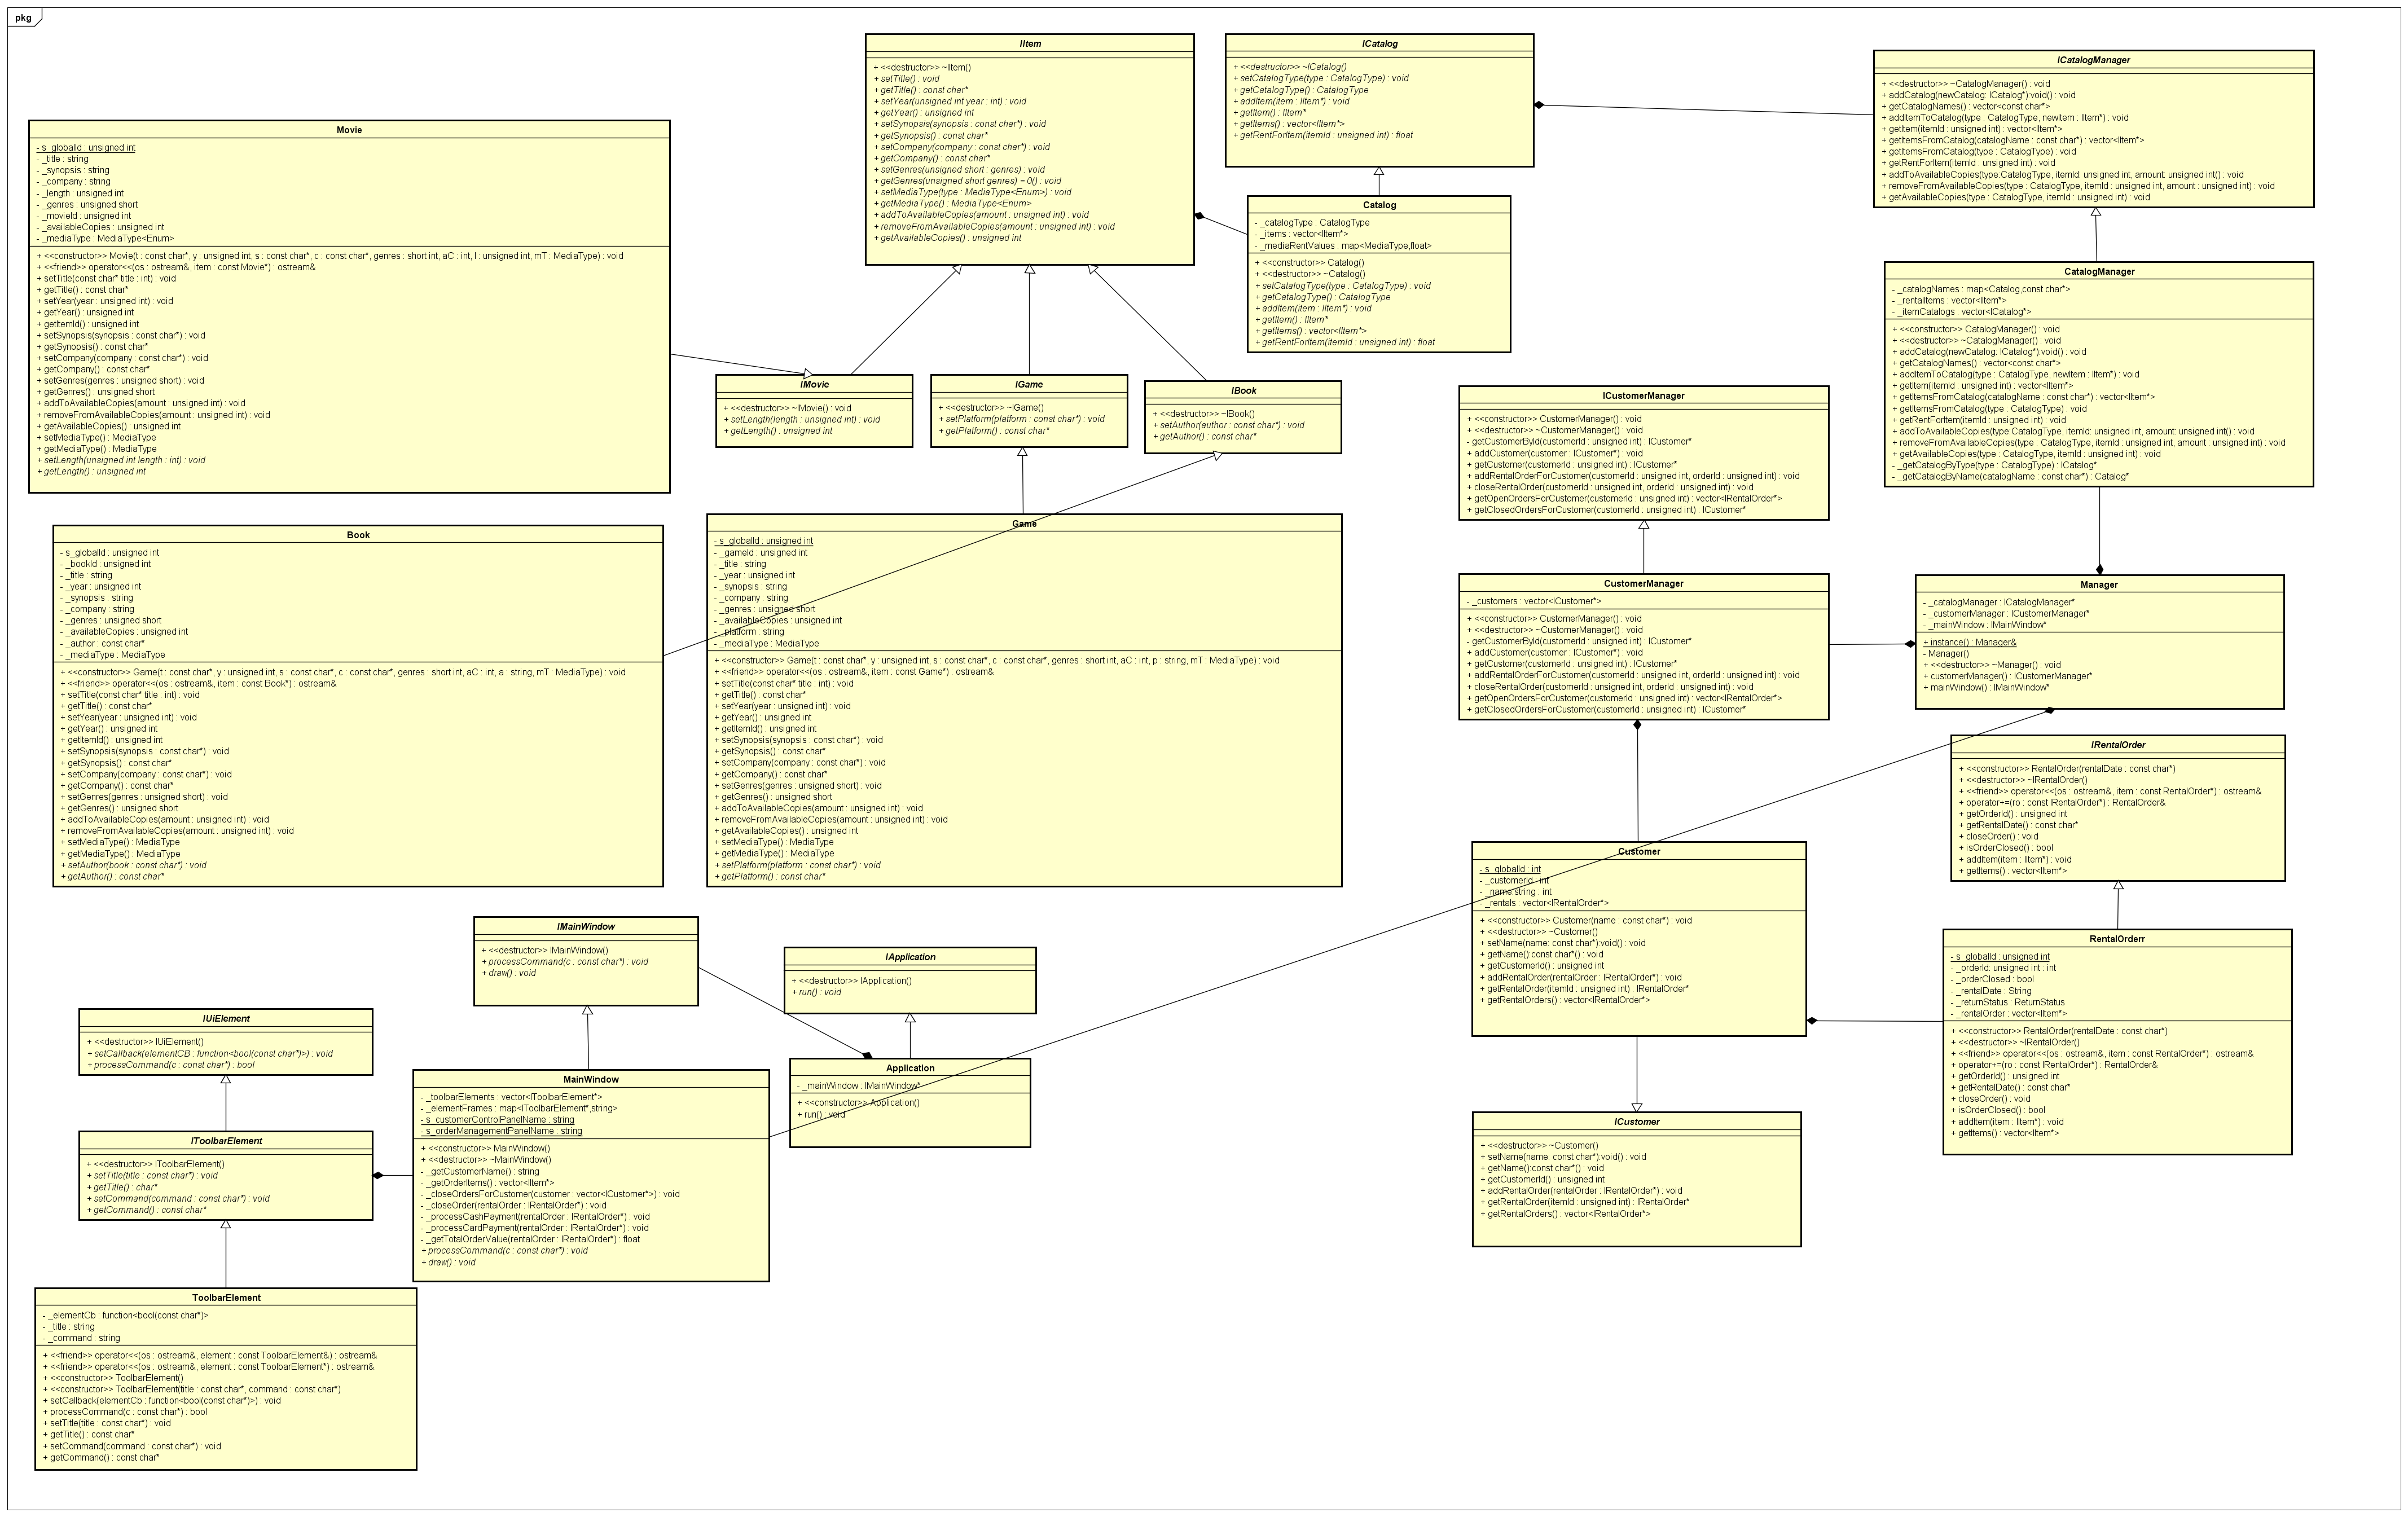 pkg
IItem
+ <<destructor>> ~IItem()
+ setTitle() : void
+ getTitle() : const char*
+ setYear(unsigned int year : int) : void
+ getYear() : unsigned int
+ setSynopsis(synopsis : const char*) : void
+ getSynopsis() : const char*
+ setCompany(company : const char*) : void
+ getCompany() : const char*
+ setGenres(unsigned short : genres) : void
+ getGenres(unsigned short genres) = 0() : void
+ setMediaType(type : MediaType<Enum>) : void
+ getMediaType() : MediaType<Enum>
+ addToAvailableCopies(amount : unsigned int) : void
+ removeFromAvailableCopies(amount : unsigned int) : void
+ getAvailableCopies() : unsigned int
ICatalog
+ <<destructor>> ~ICatalog()
+ setCatalogType(type : CatalogType) : void
+ getCatalogType() : CatalogType
+ addItem(item : IItem*) : void
+ getItem() : IItem*
+ getItems() : vector<IItem*>
+ getRentForItem(itemId : unsigned int) : float
ICatalogManager
+ <<destructor>> ~CatalogManager() : void
+ addCatalog(newCatalog: ICatalog*):void() : void
+ getCatalogNames() : vector<const char*>
+ addItemToCatalog(type : CatalogType, newItem : IItem*) : void
+ getItem(itemId : unsigned int) : vector<IItem*>
+ getItemsFromCatalog(catalogName : const char*) : vector<IItem*>
+ getItemsFromCatalog(type : CatalogType) : void
+ getRentForItem(itemId : unsigned int) : void
+ addToAvailableCopies(type:CatalogType, itemId: unsigned int, amount: unsigned int() : void
+ removeFromAvailableCopies(type : CatalogType, itemId : unsigned int, amount : unsigned int) : void
+ getAvailableCopies(type : CatalogType, itemId : unsigned int) : void
Movie
- s_globalId : unsigned int
- _title : string
- _synopsis : string
- _company : string
- _length : unsigned int
- _genres : unsigned short
- _movieId : unsigned int
- _availableCopies : unsigned int
- _mediaType : MediaType<Enum>
+ <<constructor>> Movie(t : const char*, y : unsigned int, s : const char*, c : const char*, genres : short int, aC : int, l : unsigned int, mT : MediaType) : void
+ <<friend>> operator<<(os : ostream&, item : const Movie*) : ostream&
+ setTitle(const char* title : int) : void
+ getTitle() : const char*
+ setYear(year : unsigned int) : void
+ getYear() : unsigned int
+ getItemId() : unsigned int
+ setSynopsis(synopsis : const char*) : void
+ getSynopsis() : const char*
+ setCompany(company : const char*) : void
+ getCompany() : const char*
+ setGenres(genres : unsigned short) : void
+ getGenres() : unsigned short
+ addToAvailableCopies(amount : unsigned int) : void
+ removeFromAvailableCopies(amount : unsigned int) : void
+ getAvailableCopies() : unsigned int
+ setMediaType() : MediaType
+ getMediaType() : MediaType
+ setLength(unsigned int length : int) : void
+ getLength() : unsigned int
Catalog
- _catalogType : CatalogType
- _items : vector<IItem*>
- _mediaRentValues : map<MediaType,float>
+ <<constructor>> Catalog()
+ <<destructor>> ~Catalog()
+ setCatalogType(type : CatalogType) : void
+ getCatalogType() : CatalogType
+ addItem(item : IItem*) : void
+ getItem() : IItem*
+ getItems() : vector<IItem*>
+ getRentForItem(itemId : unsigned int) : float
CatalogManager
- _catalogNames : map<Catalog,const char*>
- _rentalItems : vector<IItem*>
- _itemCatalogs : vector<ICatalog*>
+ <<constructor>> CatalogManager() : void
+ <<destructor>> ~CatalogManager() : void
+ addCatalog(newCatalog: ICatalog*):void() : void
+ getCatalogNames() : vector<const char*>
+ addItemToCatalog(type : CatalogType, newItem : IItem*) : void
+ getItem(itemId : unsigned int) : vector<IItem*>
+ getItemsFromCatalog(catalogName : const char*) : vector<IItem*>
+ getItemsFromCatalog(type : CatalogType) : void
+ getRentForItem(itemId : unsigned int) : void
+ addToAvailableCopies(type:CatalogType, itemId: unsigned int, amount: unsigned int() : void
+ removeFromAvailableCopies(type : CatalogType, itemId : unsigned int, amount : unsigned int) : void
+ getAvailableCopies(type : CatalogType, itemId : unsigned int) : void
- _getCatalogByType(type : CatalogType) : ICatalog*
- _getCatalogByName(catalogName : const char*) : Catalog*
IMovie
+ <<destructor>> ~IMovie() : void
+ setLength(length : unsigned int) : void
+ getLength() : unsigned int
IGame
+ <<destructor>> ~IGame()
+ setPlatform(platform : const char*) : void
+ getPlatform() : const char*
IBook
+ <<destructor>> ~IBook()
+ setAuthor(author : const char*) : void
+ getAuthor() : const char*
ICustomerManager
+ <<constructor>> CustomerManager() : void
+ <<destructor>> ~CustomerManager() : void
- getCustomerById(customerId : unsigned int) : ICustomer*
+ addCustomer(customer : ICustomer*) : void
+ getCustomer(customerId : unsigned int) : ICustomer*
+ addRentalOrderForCustomer(customerId : unsigned int, orderId : unsigned int) : void
+ closeRentalOrder(customerId : unsigned int, orderId : unsigned int) : void
+ getOpenOrdersForCustomer(customerId : unsigned int) : vector<IRentalOrder*>
+ getClosedOrdersForCustomer(customerId : unsigned int) : ICustomer*
Book
- s_globalId : unsigned int
- _bookId : unsigned int
- _title : string
- _year : unsigned int
- _synopsis : string
- _company : string
- _genres : unsigned short
- _availableCopies : unsigned int
- _author : const char*
- _mediaType : MediaType
+ <<constructor>> Game(t : const char*, y : unsigned int, s : const char*, c : const char*, genres : short int, aC : int, a : string, mT : MediaType) : void
+ <<friend>> operator<<(os : ostream&, item : const Book*) : ostream&
+ setTitle(const char* title : int) : void
+ getTitle() : const char*
+ setYear(year : unsigned int) : void
+ getYear() : unsigned int
+ getItemId() : unsigned int
+ setSynopsis(synopsis : const char*) : void
+ getSynopsis() : const char*
+ setCompany(company : const char*) : void
+ getCompany() : const char*
+ setGenres(genres : unsigned short) : void
+ getGenres() : unsigned short
+ addToAvailableCopies(amount : unsigned int) : void
+ removeFromAvailableCopies(amount : unsigned int) : void
+ setMediaType() : MediaType
+ getMediaType() : MediaType
+ setAuthor(book : const char*) : void
+ getAuthor() : const char*
Game
- s_globalId : unsigned int
- _gameId : unsigned int
- _title : string
- _year : unsigned int
- _synopsis : string
- _company : string
- _genres : unsigned short
- _availableCopies : unsigned int
- _platform : string
- _mediaType : MediaType
+ <<constructor>> Game(t : const char*, y : unsigned int, s : const char*, c : const char*, genres : short int, aC : int, p : string, mT : MediaType) : void
+ <<friend>> operator<<(os : ostream&, item : const Game*) : ostream&
+ setTitle(const char* title : int) : void
+ getTitle() : const char*
+ setYear(year : unsigned int) : void
+ getYear() : unsigned int
+ getItemId() : unsigned int
+ setSynopsis(synopsis : const char*) : void
+ getSynopsis() : const char*
+ setCompany(company : const char*) : void
+ getCompany() : const char*
+ setGenres(genres : unsigned short) : void
+ getGenres() : unsigned short
+ addToAvailableCopies(amount : unsigned int) : void
+ removeFromAvailableCopies(amount : unsigned int) : void
+ getAvailableCopies() : unsigned int
+ setMediaType() : MediaType
+ getMediaType() : MediaType
+ setPlatform(platform : const char*) : void
+ getPlatform() : const char*
CustomerManager
- _customers : vector<ICustomer*>
+ <<constructor>> CustomerManager() : void
+ <<destructor>> ~CustomerManager() : void
- getCustomerById(customerId : unsigned int) : ICustomer*
+ addCustomer(customer : ICustomer*) : void
+ getCustomer(customerId : unsigned int) : ICustomer*
+ addRentalOrderForCustomer(customerId : unsigned int, orderId : unsigned int) : void
+ closeRentalOrder(customerId : unsigned int, orderId : unsigned int) : void
+ getOpenOrdersForCustomer(customerId : unsigned int) : vector<IRentalOrder*>
+ getClosedOrdersForCustomer(customerId : unsigned int) : ICustomer*
Manager
- _catalogManager : ICatalogManager*
- _customerManager : ICustomerManager*
- _mainWindow : IMainWindow*
+ instance() : Manager&
- Manager()
+ <<destructor>> ~Manager() : void
+ customerManager() : ICustomerManager*
+ mainWindow() : IMainWindow*
IRentalOrder
+ <<constructor>> RentalOrder(rentalDate : const char*)
+ <<destructor>> ~IRentalOrder()
+ <<friend>> operator<<(os : ostream&, item : const RentalOrder*) : ostream&
+ operator+=(ro : const IRentalOrder*) : RentalOrder&
+ getOrderId() : unsigned int
+ getRentalDate() : const char*
+ closeOrder() : void
+ isOrderClosed() : bool
+ addItem(item : IItem*) : void
+ getItems() : vector<IItem*>
Customer
- s_globalId : int
- _customerId : int
- _name:string : int
- _rentals : vector<IRentalOrder*>
+ <<constructor>> Customer(name : const char*) : void
+ <<destructor>> ~Customer()
+ setName(name: const char*):void() : void
+ getName():const char*() : void
+ getCustomerId() : unsigned int
+ addRentalOrder(rentalOrder : IRentalOrder*) : void
+ getRentalOrder(itemId : unsigned int) : IRentalOrder*
+ getRentalOrders() : vector<IRentalOrder*>
IMainWindow
+ <<destructor>> IMainWindow()
+ processCommand(c : const char*) : void
+ draw() : void
IApplication
+ <<destructor>> IApplication()
+ run() : void
RentalOrderr
- s_globalId : unsigned int
- _orderId: unsigned int : int
- _orderClosed : bool
- _rentalDate : String
- _returnStatus : ReturnStatus
- _rentalOrder : vector<IItem*>
+ <<constructor>> RentalOrder(rentalDate : const char*)
+ <<destructor>> ~IRentalOrder()
+ <<friend>> operator<<(os : ostream&, item : const RentalOrder*) : ostream&
+ operator+=(ro : const IRentalOrder*) : RentalOrder&
+ getOrderId() : unsigned int
+ getRentalDate() : const char*
+ closeOrder() : void
+ isOrderClosed() : bool
+ addItem(item : IItem*) : void
+ getItems() : vector<IItem*>
IUiElement
+ <<destructor>> IUiElement()
+ setCallback(elementCB : function<bool(const char*)>) : void
+ processCommand(c : const char*) : bool
MainWindow
- _toolbarElements : vector<IToolbarElement*>
- _elementFrames : map<IToolbarElement*,string>
- s_customerControlPanelName : string
- s_orderManagementPanelName : string
+ <<constructor>> MainWindow()
+ <<destructor>> ~MainWindow()
- _getCustomerName() : string
- _getOrderItems() : vector<IItem*>
- _closeOrdersForCustomer(customer : vector<ICustomer*>) : void
- _closeOrder(rentalOrder : IRentalOrder*) : void
- _processCashPayment(rentalOrder : IRentalOrder*) : void
- _processCardPayment(rentalOrder : IRentalOrder*) : void
- _getTotalOrderValue(rentalOrder : IRentalOrder*) : float
+ processCommand(c : const char*) : void
+ draw() : void
Application
- _mainWindow : IMainWindow*
+ <<constructor>> Application()
+ run() : void
ICustomer
+ <<destructor>> ~Customer()
+ setName(name: const char*):void() : void
+ getName():const char*() : void
+ getCustomerId() : unsigned int
+ addRentalOrder(rentalOrder : IRentalOrder*) : void
+ getRentalOrder(itemId : unsigned int) : IRentalOrder*
+ getRentalOrders() : vector<IRentalOrder*>
IToolbarElement
+ <<destructor>> IToolbarElement()
+ setTitle(title : const char*) : void
+ getTitle() : char*
+ setCommand(command : const char*) : void
+ getCommand() : const char*
ToolbarElement
- _elementCb : function<bool(const char*)>
- _title : string
- _command : string
+ <<friend>> operator<<(os : ostream&, element : const ToolbarElement&) : ostream&
+ <<friend>> operator<<(os : ostream&, element : const ToolbarElement*) : ostream&
+ <<constructor>> ToolbarElement()
+ <<constructor>> ToolbarElement(title : const char*, command : const char*)
+ setCallback(elementCb : function<bool(const char*)>) : void
+ processCommand(c : const char*) : bool
+ setTitle(title : const char*) : void
+ getTitle() : const char*
+ setCommand(command : const char*) : void
+ getCommand() : const char*